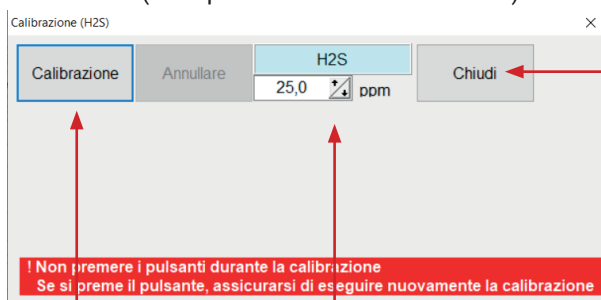 Calibrazione (H2S)
Calibrazione
Annullare
H2S
25,0
ppm
Chiudi
! Non premere i pulsanti durante la calibrazione
Se si preme il pulsante, assicurarsi di eseguire nuovamente la calibrazione